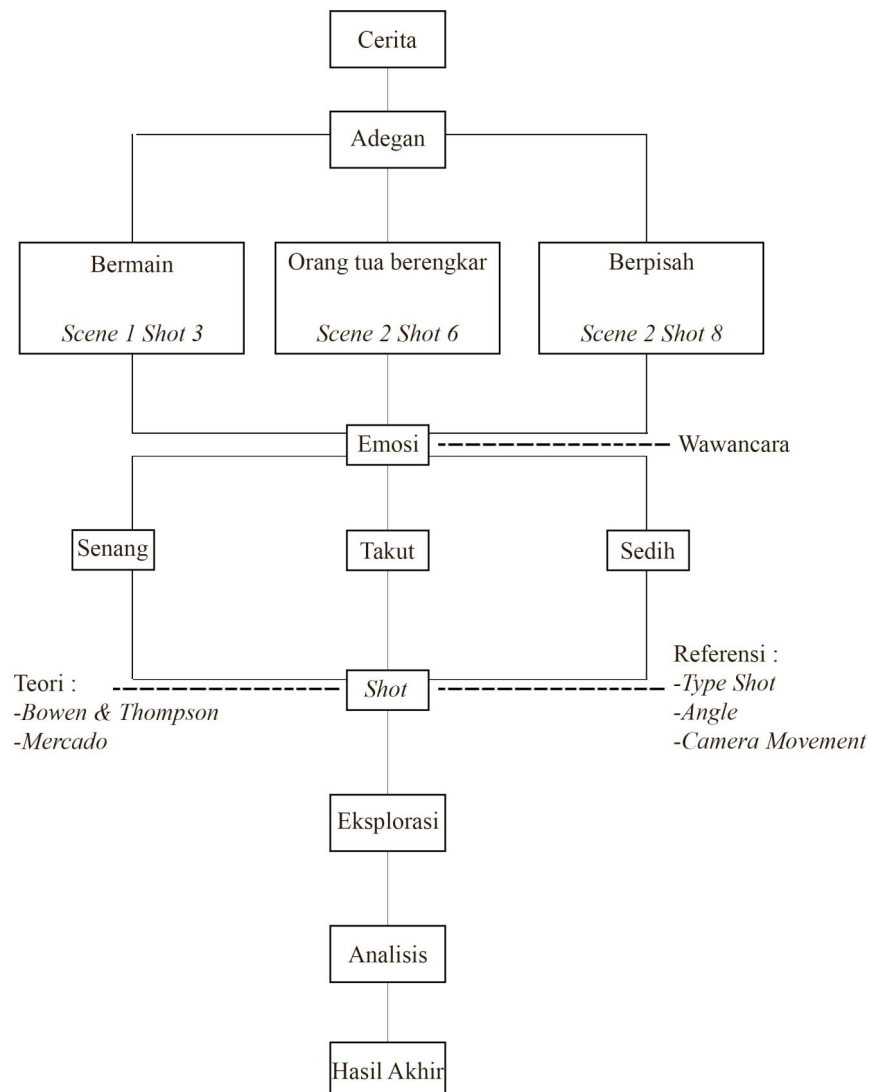 Cerita
Adegan
Bermain
Scene 1 Shot 3
Orang tua berengkar
Scene 2 Shot 6
Berpisah
Scene 2 Shot 8
Emosi
Wawancara
Senang
Takut
Sedih
Teori :
-Bowen & Thompson
-Mercado
Shot
Referensi :
-Type Shot
-Angle
-Camera Movement
Eksplorasi
Analisis
Hasil Akhir